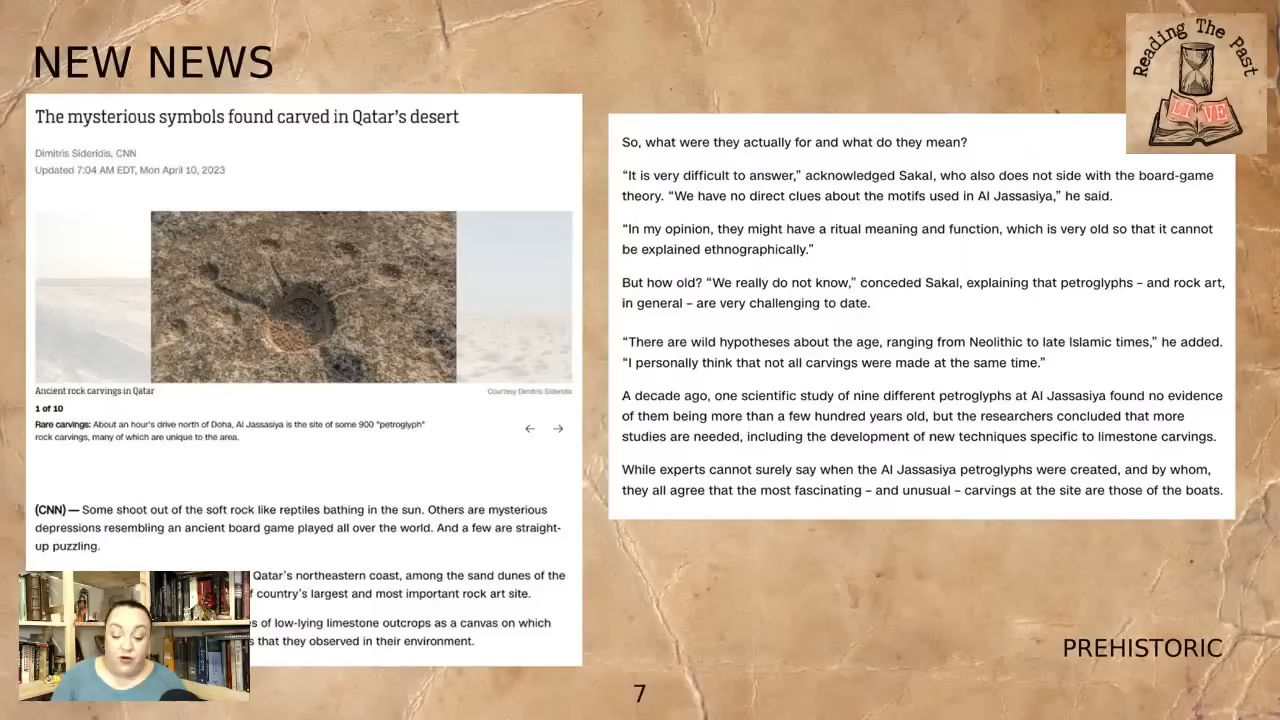 NEW NEWS
The mysterious symbols found carved in Qatar’s desert
Dimitris Sideridis, CNN
Updated 7:04 AM EDT, Mon April 10, 2023
Ancient rock carvings in Qatar
Courtesy Dimitris Sideridis
1 of 10
Rare carvings: About an hour's drive north of Doha, Al Jassasiya is the site of some 900 "petroglyph"
rock carvings, many of which are unique to the area.
(CNN) — Some shoot out of the soft rock like reptiles bathing in the sun. Others are mysterious
depressions resembling an ancient board game played all over the world. And a few are straight-
up puzzling.
Qatar’s northeastern coast, among the sand dunes of the
country’s largest and most important rock art site.
of low-lying limestone outcrops as a canvas on which
that they observed in their environment.
So, what were they actually for and what do they mean?
“It is very difficult to answer,” acknowledged Sakal, who also does not side with the board-game
theory. “We have no direct clues about the motifs used in Al Jassasiya,” he said.
“In my opinion, they might have a ritual meaning and function, which is very old so that it cannot
be explained ethnographically.”
But how old? “We really do not know,” conceded Sakal, explaining that petroglyphs – and rock art,
in general – are very challenging to date.
“There are wild hypotheses about the age, ranging from Neolithic to late Islamic times,” he added.
“I personally think that not all carvings were made at the same time.”
A decade ago, one scientific study of nine different petroglyphs at Al Jassasiya found no evidence
of them being more than a few hundred years old, but the researchers concluded that more
studies are needed, including the development of new techniques specific to limestone carvings.
While experts cannot surely say when the Al Jassasiya petroglyphs were created, and by whom,
they all agree that the most fascinating – and unusual – carvings at the site are those of the boats.
Reading The Past
LIVE
PREHISTORIC
7